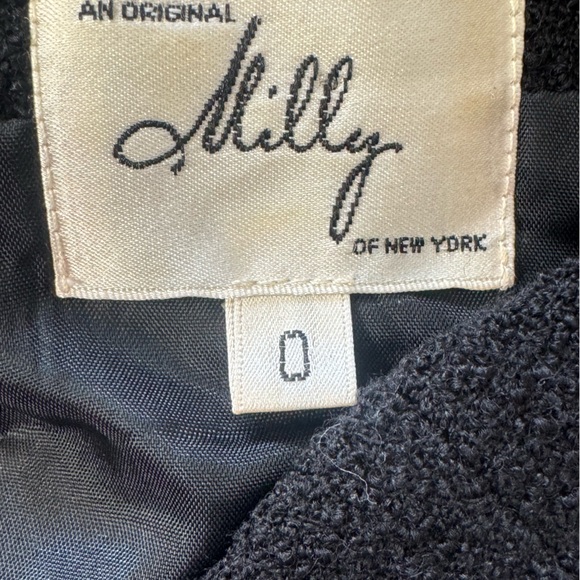 AN ORIGINAL
Milly
OF NEW YORK
0